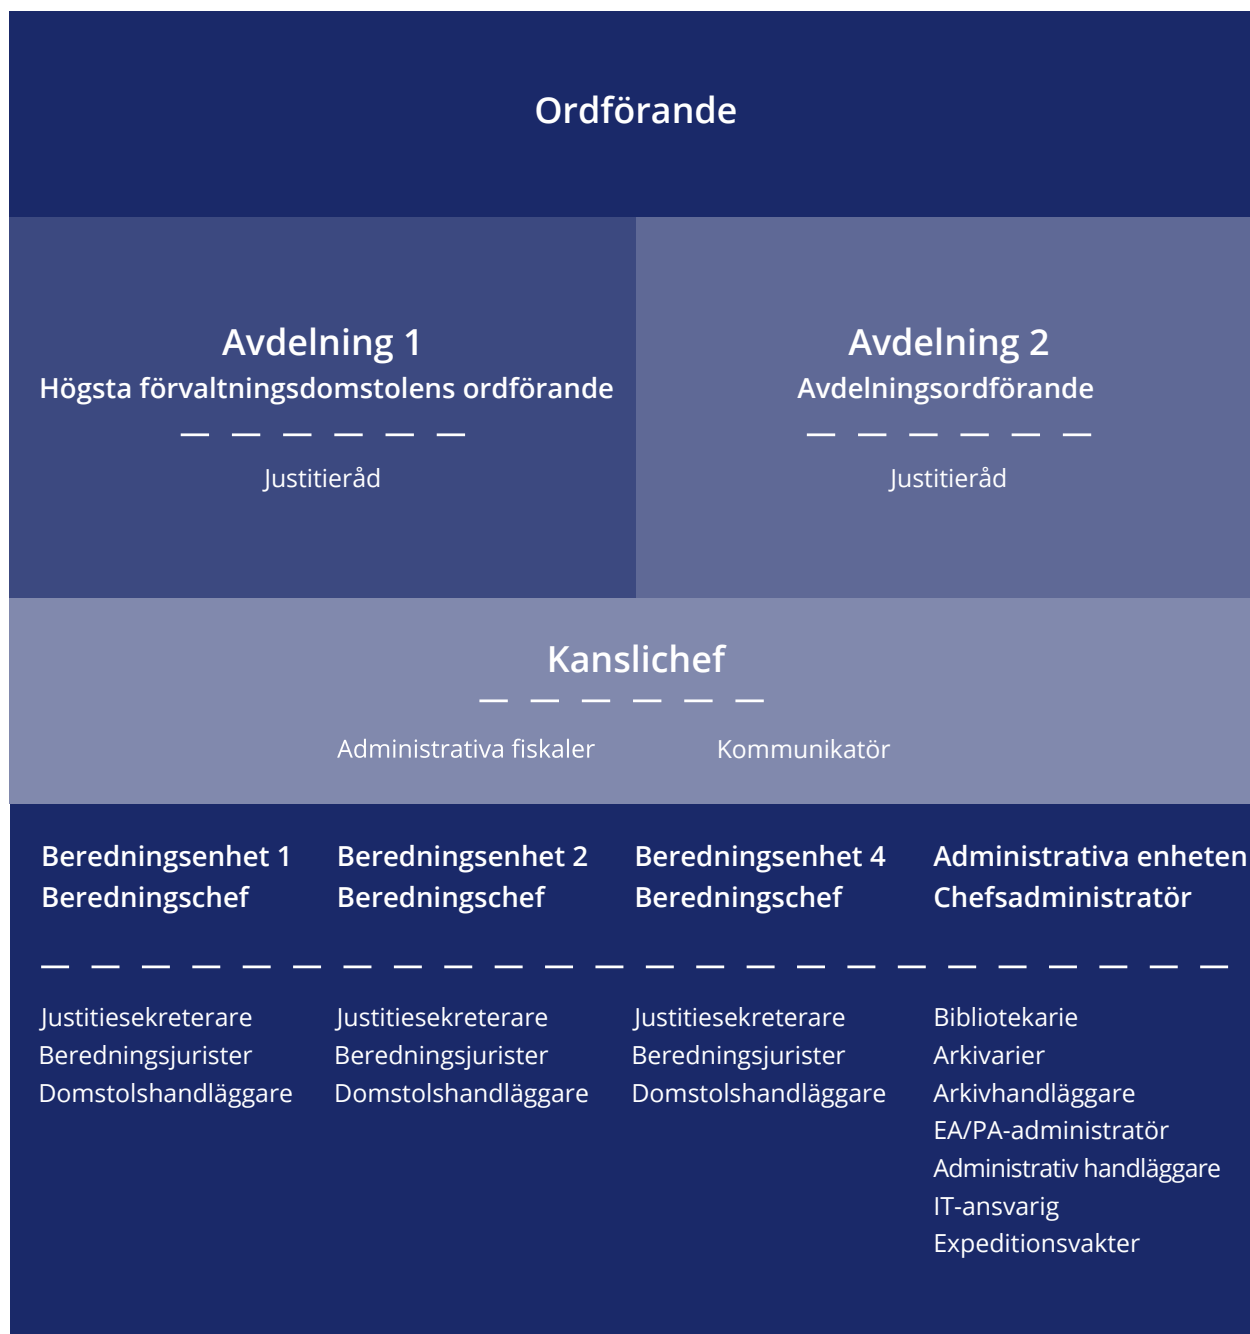 Ordförande
Avdelning 1
Högsta förvaltningsdomstolens ordförande
Justitieråd
Avdelning 2
Avdelningsordförande
Justitieråd
Kanslichef
Administrativa fiskaler
Kommunikatör
Beredningsenhet 1
Beredningschef
Justitiesekreterare
Beredningsjurister
Domstolshandläggare
Beredningsenhet 2
Beredningschef
Justitiesekreterare
Beredningsjurister
Domstolshandläggare
Beredningsenhet 4
Beredningschef
Justitiesekreterare
Beredningsjurister
Domstolshandläggare
Administrativa enheten
Chefsadministratör
Bibliotekarie
Arkivarier
Arkivhandläggare
EA/PA-administratör
Administrativ handläggare
IT-ansvarig
Expeditionsvakter